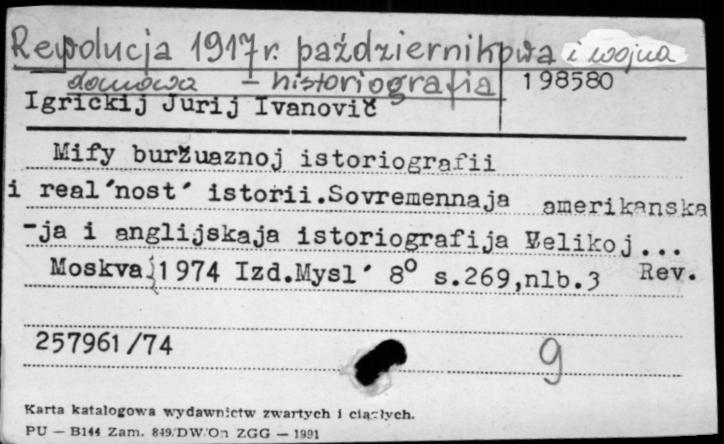 Rewolucja 1917 r. październikowa i wojna
domowa - historiografia
198580
Igrickij Jurij Ivanovič
Mify buržuaznoj istoriografii
i real'nost' istorii.Sovremennaja amerikanska
-ja i anglijskaja istoriografija Velikoj ...
Moskva 1974 Izd.Mysl' 8° s.269,nlb.3 Rev.
257961/74
9
Karta katalogowa wydawnictw zwartych i ciągłych.
PU — B144 Zam. 849/DW/On ZGG — 1991